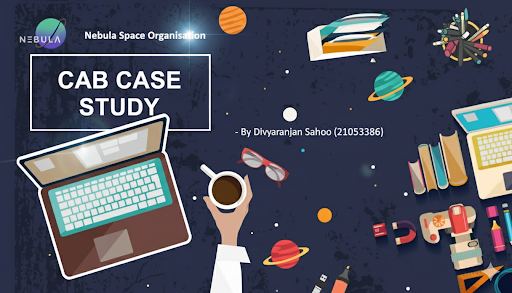 NEBULA
Nebula Space Organisation
CAB CASE
STUDY
- By Divyaranjan Sahoo (21053386)